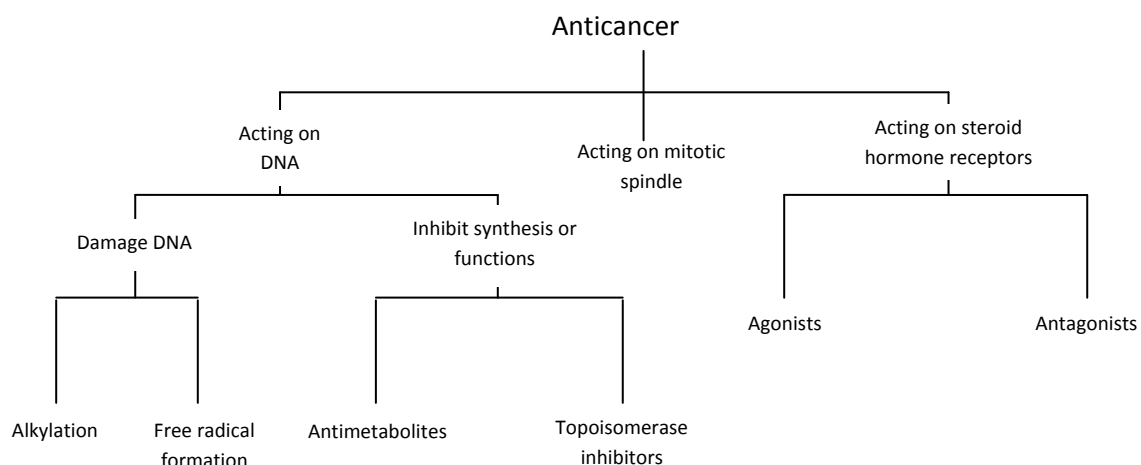 Anticancer
Acting on
DNA
Acting on mitotic
spindle
Acting on steroid
hormone receptors
Damage DNA
Inhibit synthesis or
functions
Agonists
Antagonists
Alkylation
Free radical
formation
Antimetabolites
Topoisomerase
inhibitors